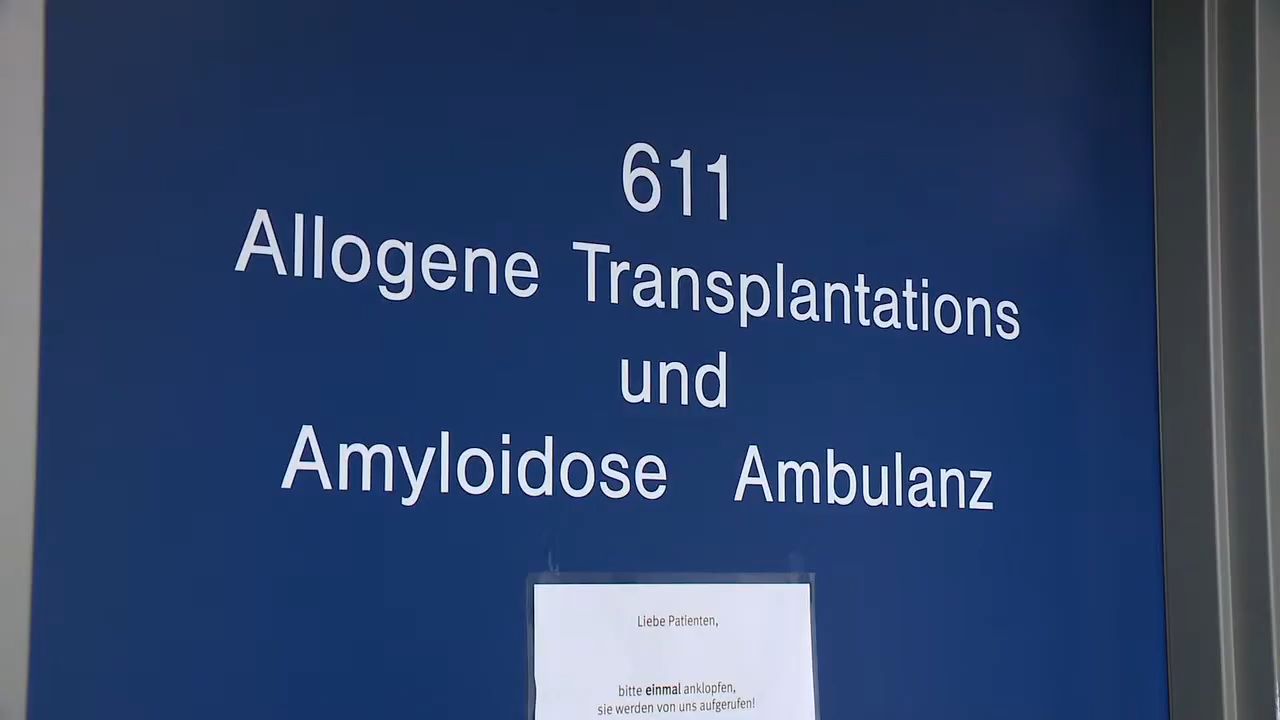 611
Allogene Transplantations
und
Amyloidose Ambulanz
Liebe Patienten,
bitte einmal anklopfen,
sie werden von uns aufgerufen!